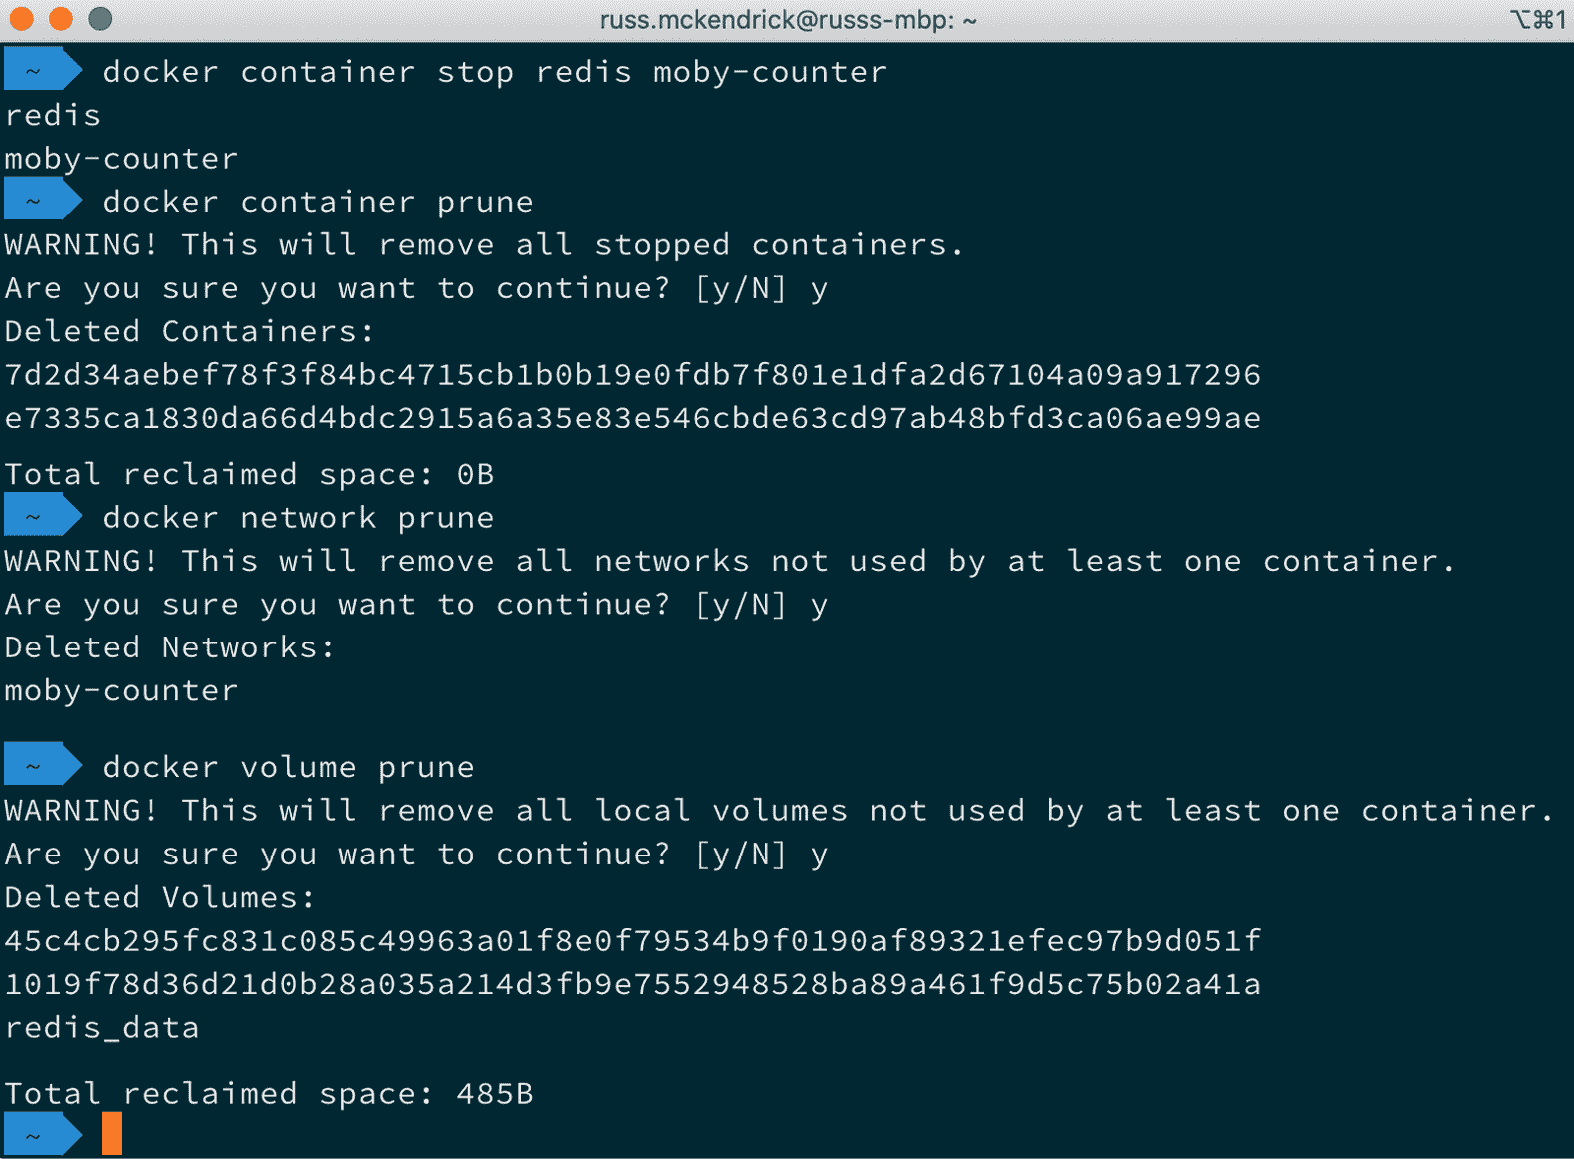 russ.mckendrick@russs-mbp: ~ ⌥⌘1
~ docker container stop redis moby-counter
redis
moby-counter
~ docker container prune
WARNING! This will remove all stopped containers.
Are you sure you want to continue? [y/N] y
Deleted Containers:
7d2d34aebef78f3f84bc4715cb1b0b19e0fdb7f801e1dfa2d67104a09a917296
e7335ca1830da66d4bdc2915a6a35e83e546cbde63cd97ab48bfd3ca06ae99ae
Total reclaimed space: 0B
~ docker network prune
WARNING! This will remove all networks not used by at least one container.
Are you sure you want to continue? [y/N] y
Deleted Networks:
moby-counter
~ docker volume prune
WARNING! This will remove all local volumes not used by at least one container.
Are you sure you want to continue? [y/N] y
Deleted Volumes:
45c4cb295fc831c085c49963a01f8e0f79534b9f0190af89321efec97b9d051f
1019f78d36d21d0b28a035a214d3fb9e7552948528ba89a461f9d5c75b02a41a
redis_data
Total reclaimed space: 485B
~